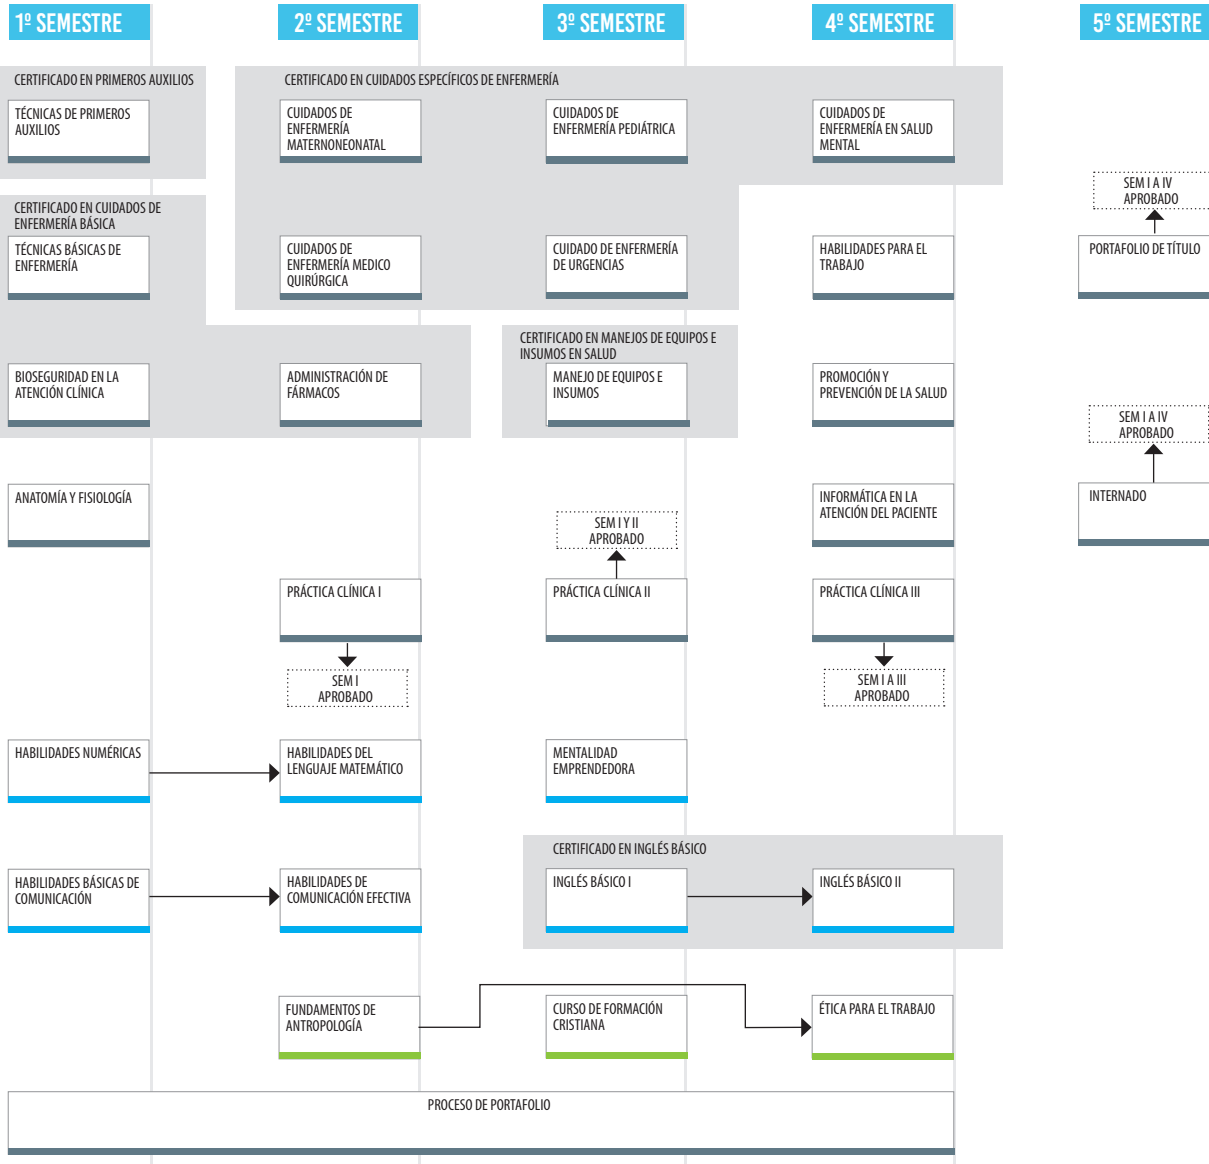 1º SEMESTRE
2º SEMESTRE
3º SEMESTRE
4º SEMESTRE
5º SEMESTRE
CERTIFICADO EN PRIMEROS AUXILIOS
CERTIFICADO EN CUIDADOS ESPECÍFICOS DE ENFERMERÍA
TÉCNICAS DE PRIMEROS
AUXILIOS
CUIDADOS DE
ENFERMERÍA
MATERNONEONATAL
CUIDADOS DE
ENFERMERÍA PEDIÁTRICA
CUIDADOS DE
ENFERMERÍA EN SALUD
MENTAL
SEM I A IV
APROBADO
CERTIFICADO EN CUIDADOS DE
ENFERMERÍA BÁSICA
TÉCNICAS BÁSICAS DE
ENFERMERÍA
CUIDADOS DE
ENFERMERÍA MEDICO
QUIRÚRGICA
CUIDADO DE ENFERMERÍA
DE URGENCIAS
HABILIDADES PARA EL
TRABAJO
PORTAFOLIO DE TÍTULO
CERTIFICADO EN MANEJOS DE EQUIPOS E
INSUMOS EN SALUD
BIOSEGURIDAD EN LA
ATENCIÓN CLÍNICA
ADMINISTRACIÓN DE
FÁRMACOS
MANEJO DE EQUIPOS E
INSUMOS
PROMOCIÓN Y
PREVENCIÓN DE LA SALUD
SEM I A IV
APROBADO
ANATOMÍA Y FISIOLOGÍA
SEM I Y II
APROBADO
INFORMÁTICA EN LA
ATENCIÓN DEL PACIENTE
INTERNADO
PRÁCTICA CLÍNICA I
PRÁCTICA CLÍNICA II
PRÁCTICA CLÍNICA III
SEM I
APROBADO
SEM I A III
APROBADO
HABILIDADES NUMÉRICAS
HABILIDADES DEL
LENGUAJE MATEMÁTICO
MENTALIDAD
EMPRENDEDORA
CERTIFICADO EN INGLÉS BÁSICO
HABILIDADES BÁSICAS DE
COMUNICACIÓN
HABILIDADES DE
COMUNICACIÓN EFECTIVA
INGLÉS BÁSICO I
INGLÉS BÁSICO II
FUNDAMENTOS DE
ANTROPOLOGÍA
CURSO DE FORMACIÓN
CRISTIANA
ÉTICA PARA EL TRABAJO
PROCESO DE PORTAFOLIO